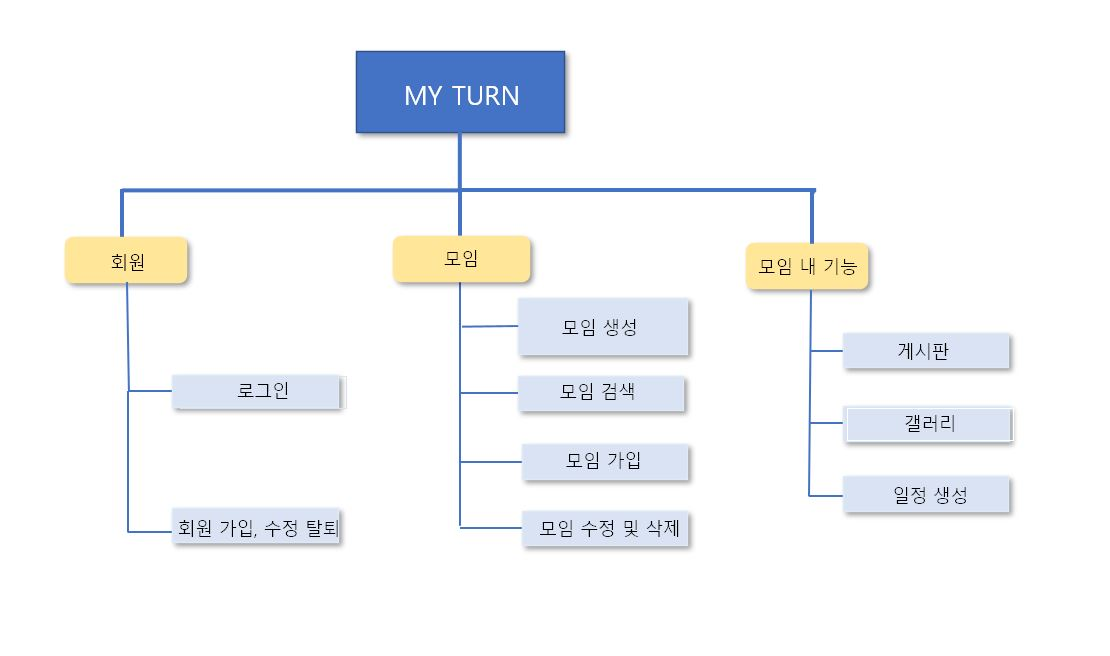 MY TURN
회원
모임
모임 내 기능
로그인
회원 가입, 수정 탈퇴
모임 생성
모임 검색
모임 가입
모임 수정 및 삭제
게시판
갤러리
일정 생성